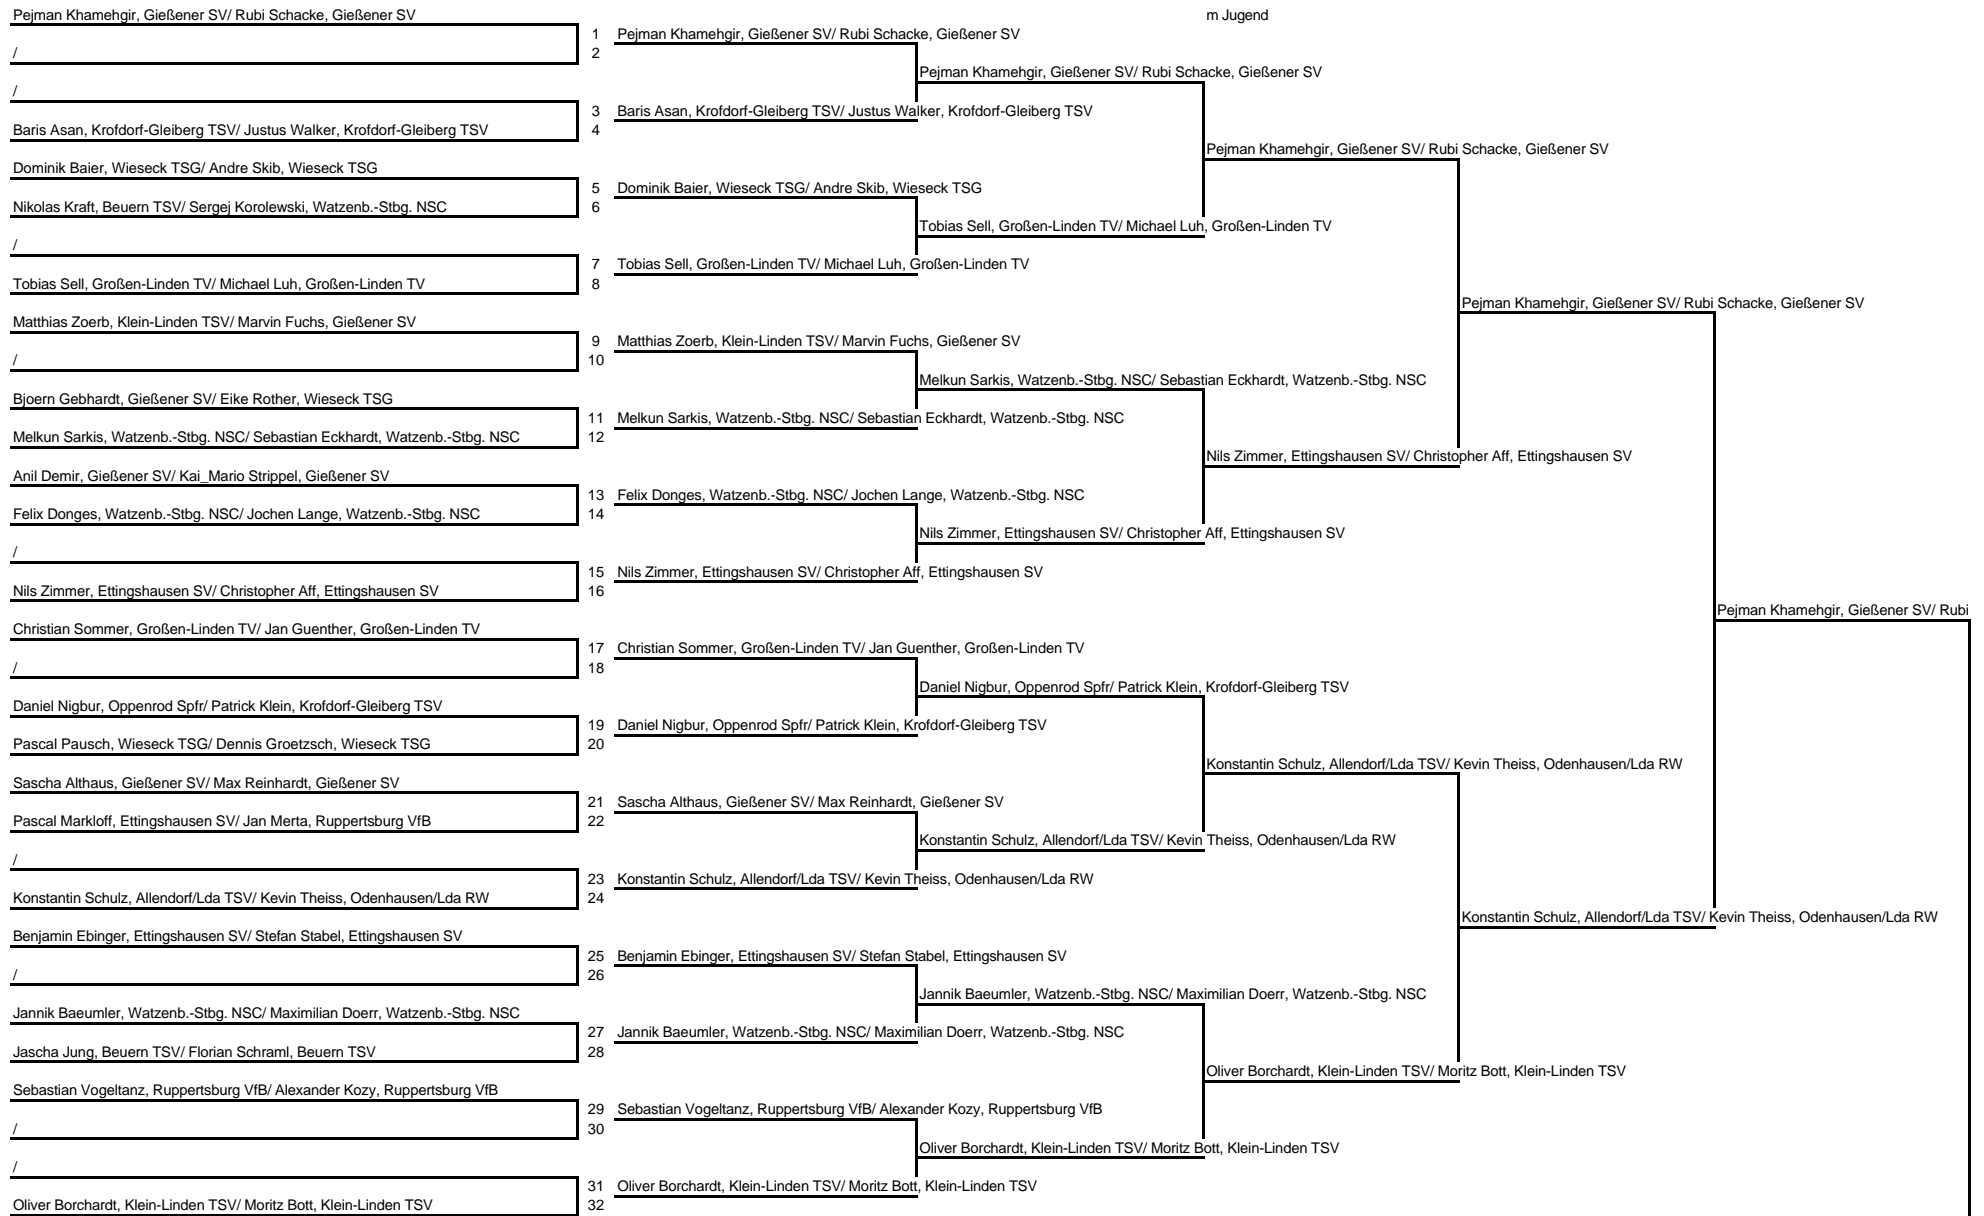 Pejman Khamehgir, Gießener SV/ Rubi Schacke, Gießener SV
m Jugend
1 Pejman Khamehgir, Gießener SV/ Rubi Schacke, Gießener SV
/
2
Pejman Khamehgir, Gießener SV/ Rubi Schacke, Gießener SV
/
3 Baris Asan, Krofdorf-Gleiberg TSV/ Justus Walker, Krofdorf-Gleiberg TSV
Baris Asan, Krofdorf-Gleiberg TSV/ Justus Walker, Krofdorf-Gleiberg TSV
4
Pejman Khamehgir, Gießener SV/ Rubi Schacke, Gießener SV
Dominik Baier, Wieseck TSG/ Andre Skib, Wieseck TSG
5 Dominik Baier, Wieseck TSG/ Andre Skib, Wieseck TSG
Nikolas Kraft, Beuern TSV/ Sergej Korolewski, Watzenb.-Stbg. NSC
6
Tobias Sell, Großen-Linden TV/ Michael Luh, Großen-Linden TV
/
7 Tobias Sell, Großen-Linden TV/ Michael Luh, Großen-Linden TV
Tobias Sell, Großen-Linden TV/ Michael Luh, Großen-Linden TV
8
Pejman Khamehgir, Gießener SV/ Rubi Schacke, Gießener SV
Matthias Zoerb, Klein-Linden TSV/ Marvin Fuchs, Gießener SV
9 Matthias Zoerb, Klein-Linden TSV/ Marvin Fuchs, Gießener SV
/
10
Melkun Sarkis, Watzenb.-Stbg. NSC/ Sebastian Eckhardt, Watzenb.-Stbg. NSC
Bjoern Gebhardt, Gießener SV/ Eike Rother, Wieseck TSG
11 Melkun Sarkis, Watzenb.-Stbg. NSC/ Sebastian Eckhardt, Watzenb.-Stbg. NSC
Melkun Sarkis, Watzenb.-Stbg. NSC/ Sebastian Eckhardt, Watzenb.-Stbg. NSC
12
Nils Zimmer, Ettingshausen SV/ Christopher Aff, Ettingshausen SV
Anil Demir, Gießener SV/ Kai_Mario Strippel, Gießener SV
13 Felix Donges, Watzenb.-Stbg. NSC/ Jochen Lange, Watzenb.-Stbg. NSC
Felix Donges, Watzenb.-Stbg. NSC/ Jochen Lange, Watzenb.-Stbg. NSC
14
Nils Zimmer, Ettingshausen SV/ Christopher Aff, Ettingshausen SV
/
15 Nils Zimmer, Ettingshausen SV/ Christopher Aff, Ettingshausen SV
Nils Zimmer, Ettingshausen SV/ Christopher Aff, Ettingshausen SV
16
Pejman Khamehgir, Gießener SV/ Rubi
Christian Sommer, Großen-Linden TV/ Jan Guenther, Großen-Linden TV
17 Christian Sommer, Großen-Linden TV/ Jan Guenther, Großen-Linden TV
/
18
Daniel Nigbur, Oppenrod Spfr/ Patrick Klein, Krofdorf-Gleiberg TSV
Daniel Nigbur, Oppenrod Spfr/ Patrick Klein, Krofdorf-Gleiberg TSV
19 Daniel Nigbur, Oppenrod Spfr/ Patrick Klein, Krofdorf-Gleiberg TSV
Pascal Pausch, Wieseck TSG/ Dennis Groetzsch, Wieseck TSG
20
Konstantin Schulz, Allendorf/Lda TSV/ Kevin Theiss, Odenhausen/Lda RW
Sascha Althaus, Gießener SV/ Max Reinhardt, Gießener SV
21 Sascha Althaus, Gießener SV/ Max Reinhardt, Gießener SV
Pascal Markloff, Ettingshausen SV/ Jan Merta, Ruppertsburg VfB
22
Konstantin Schulz, Allendorf/Lda TSV/ Kevin Theiss, Odenhausen/Lda RW
/
23 Konstantin Schulz, Allendorf/Lda TSV/ Kevin Theiss, Odenhausen/Lda RW
Konstantin Schulz, Allendorf/Lda TSV/ Kevin Theiss, Odenhausen/Lda RW
24
Konstantin Schulz, Allendorf/Lda TSV/ Kevin Theiss, Odenhausen/Lda RW
Benjamin Ebinger, Ettingshausen SV/ Stefan Stabel, Ettingshausen SV
25 Benjamin Ebinger, Ettingshausen SV/ Stefan Stabel, Ettingshausen SV
/
26
Jannik Baeumler, Watzenb.-Stbg. NSC/ Maximilian Doerr, Watzenb.-Stbg. NSC
Jannik Baeumler, Watzenb.-Stbg. NSC/ Maximilian Doerr, Watzenb.-Stbg. NSC
27 Jannik Baeumler, Watzenb.-Stbg. NSC/ Maximilian Doerr, Watzenb.-Stbg. NSC
Jascha Jung, Beuern TSV/ Florian Schraml, Beuern TSV
28
Oliver Borchardt, Klein-Linden TSV/ Moritz Bott, Klein-Linden TSV
Sebastian Vogeltanz, Ruppertsburg VfB/ Alexander Kozy, Ruppertsburg VfB
29 Sebastian Vogeltanz, Ruppertsburg VfB/ Alexander Kozy, Ruppertsburg VfB
/
30
Oliver Borchardt, Klein-Linden TSV/ Moritz Bott, Klein-Linden TSV
/
31 Oliver Borchardt, Klein-Linden TSV/ Moritz Bott, Klein-Linden TSV
Oliver Borchardt, Klein-Linden TSV/ Moritz Bott, Klein-Linden TSV
32